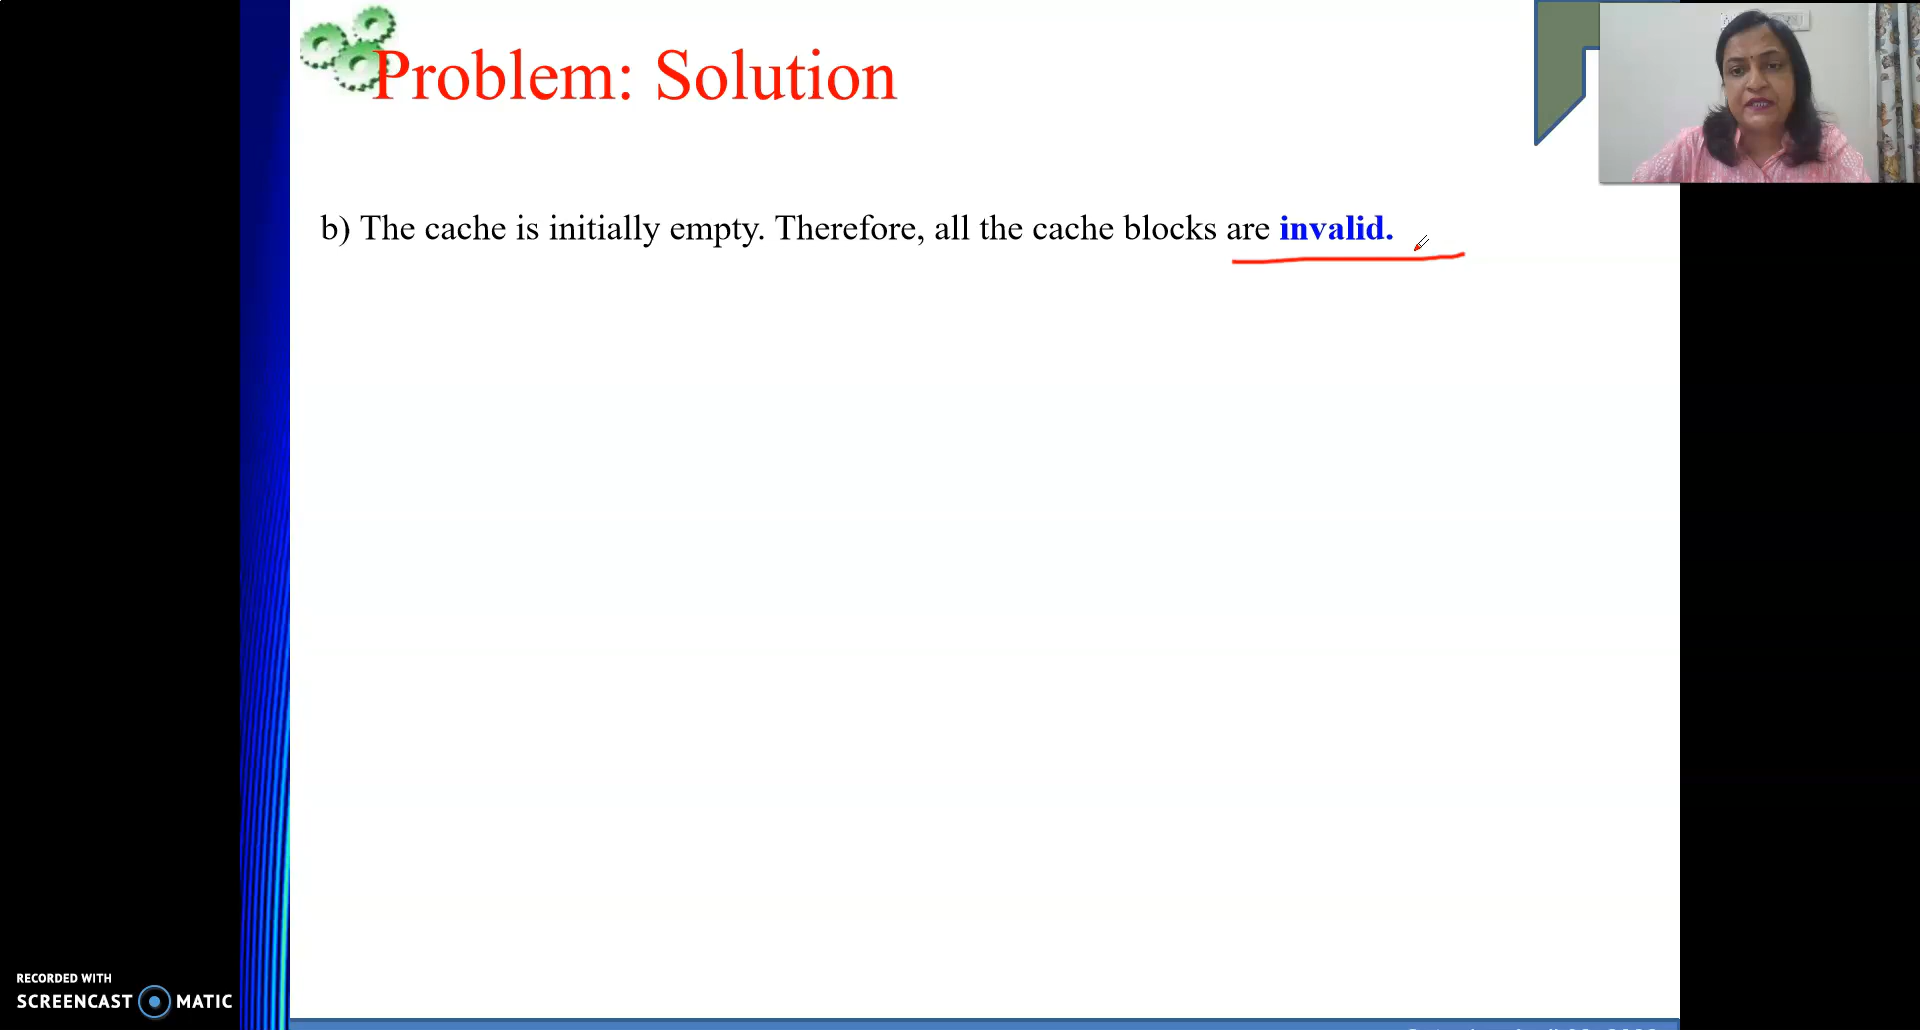 Problem: Solution
b) The cache is initially empty. Therefore, all the cache blocks are invalid.
RECORDED WITH
SCREENCAST MATIC